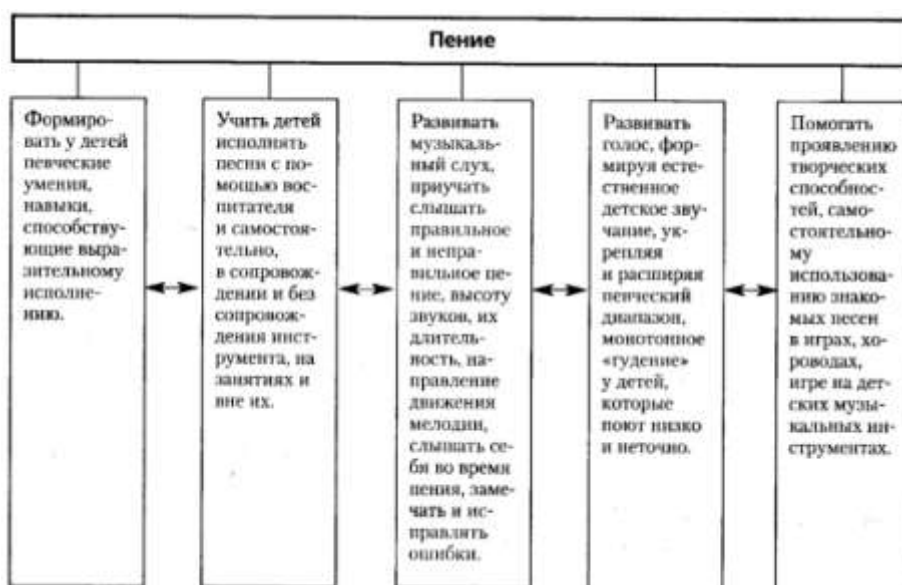 Пение
Формиро-
вать у детей
певческие
умения,
навыки,
способству-
ющие выра-
зительному
исполне-
нию.
Учить детей
исполнять
песни с по-
мощью вос-
питателя
и самостоя-
тельно,
в сопровож-
дении и без
сопровож-
дения инст-
румента, на
занятиях и
вне их.
Развивать
музыкаль-
ный слух,
приучать
слышать
правильное
и непра-
вильное пе-
ние, высоту
звуков, их
длитель-
ность, на-
правление
движения
мелодии,
слышать се-
бя во время
пения, заме-
чать и ис-
правлять
ошибки.
Развивать
голос, фор-
мируя есте-
ственное
детское зву-
чание, ук-
репляя
и расширяя
певческий
диапазон,
монотонное
«гудение»
у детей,
которые
поют низко
и неточно.
Помогать
проявлению
творческих
способнос-
тей, само-
стоятельно-
му
использова-
нию знако-
мых песен
в играх, хо-
роводах,
игре на дет-
ских музы-
кальных ин-
струментах.